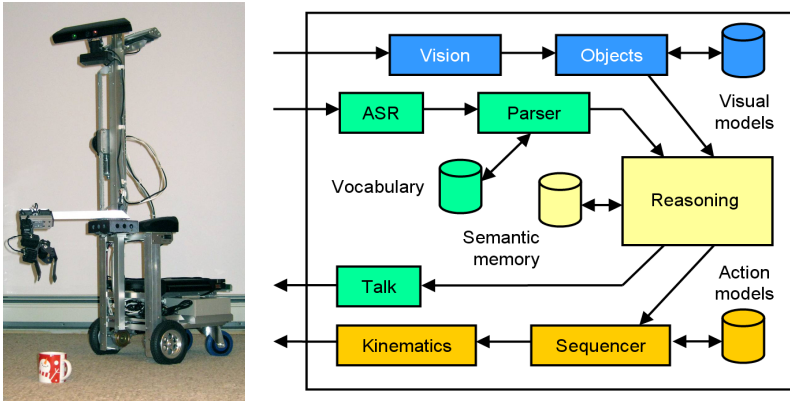 Vision
Objects
Visual
models
ASR
Parser
Vocabulary
Semantic
memory
Reasoning
Talk
Action
models
Kinematics
Sequencer